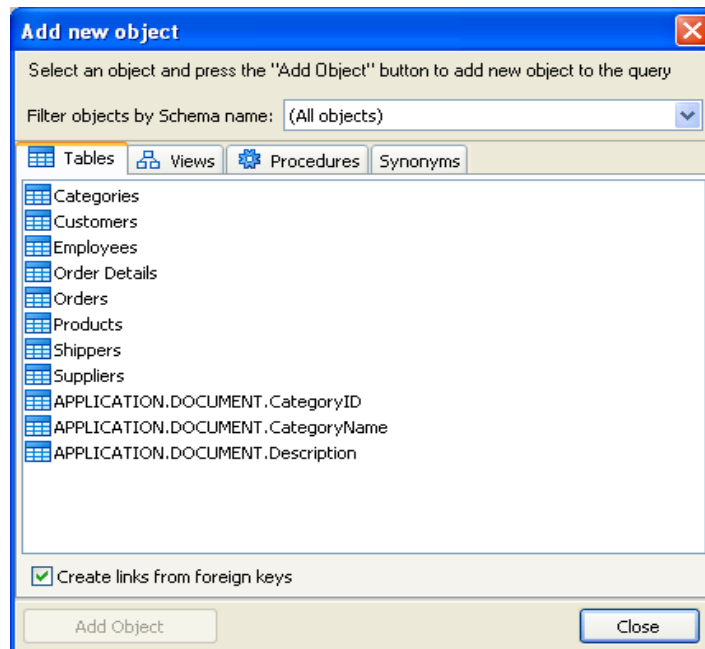 Add new object
Select an object and press the "Add Object" button to add new object to the query
Filter objects by Schema name: (All objects)
Tables Views Procedures Synonyms
Categories
Customers
Employees
Order Details
Orders
Products
Shippers
Suppliers
APPLICATION.DOCUMENT.CategoryID
APPLICATION.DOCUMENT.CategoryName
APPLICATION.DOCUMENT.Description
Create links from foreign keys
Add Object Close